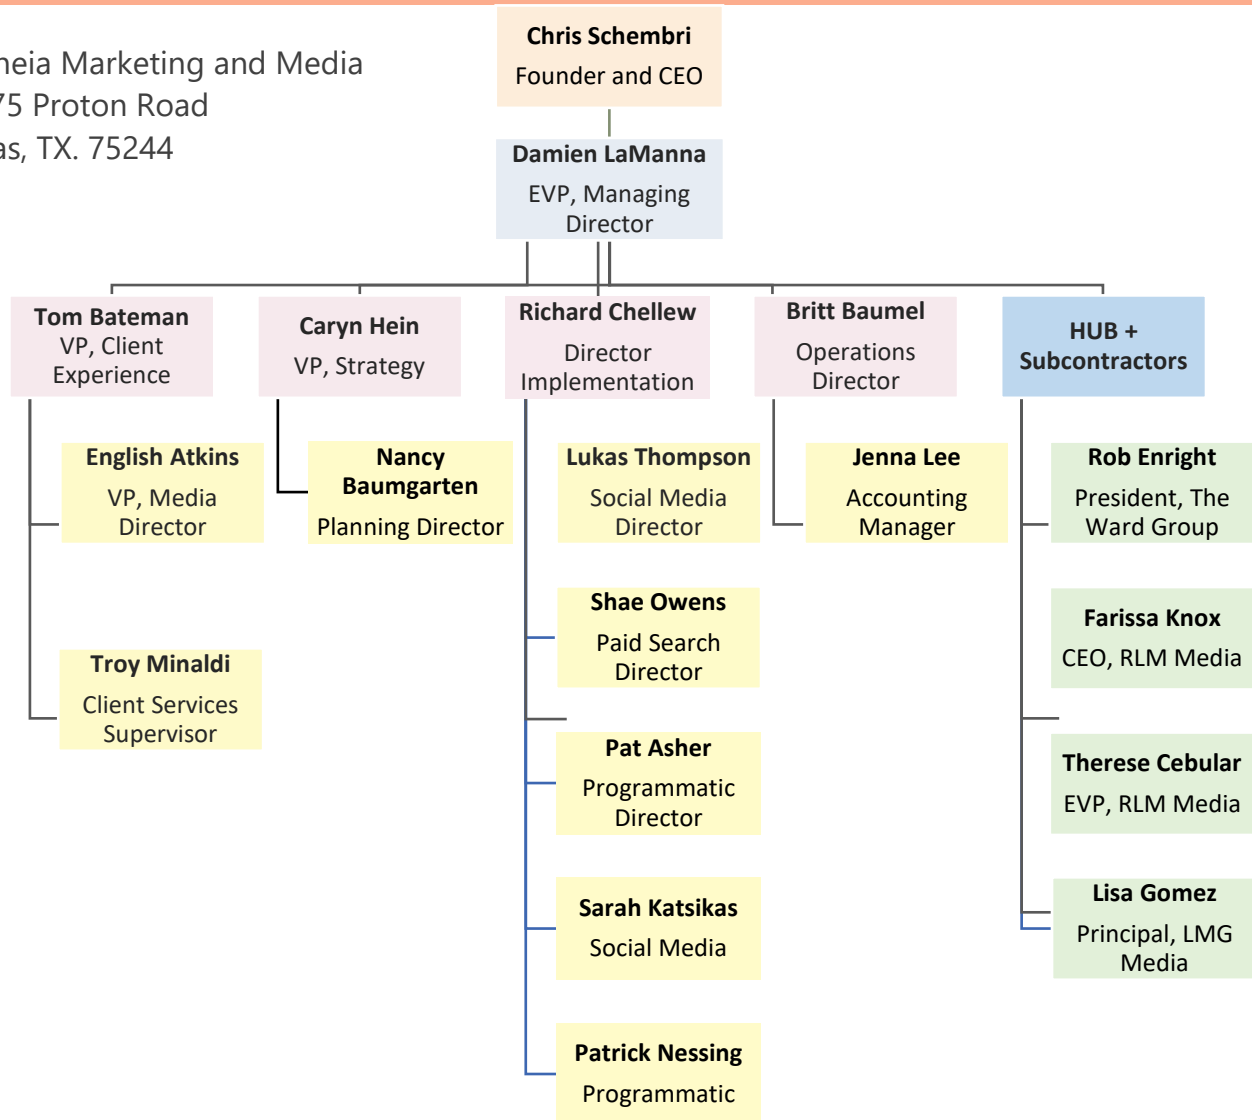 Chris Schembri
Founder and CEO
neia Marketing and Media
75 Proton Road
as, TX. 75244
Damien LaManna
EVP, Managing
Director
Tom Bateman
VP, Client
Experience
Caryn Hein
VP, Strategy
Richard Chellew
Director
Implementation
Britt Baumel
Operations
Director
HUB +
Subcontractors
English Atkins
VP, Media
Director
Troy Minaldi
Client Services
Supervisor
Nancy
Baumgarten
Planning Director
Lukas Thompson
Social Media
Director
Shae Owens
Paid Search
Director
Pat Asher
Programmatic
Director
Sarah Katsikas
Social Media
Patrick Nessing
Programmatic
Jenna Lee
Accounting
Manager
Rob Enright
President, The
Ward Group
Farissa Knox
CEO, RLM Media
Therese Cebular
EVP, RLM Media
Lisa Gomez
Principal, LMG
Media